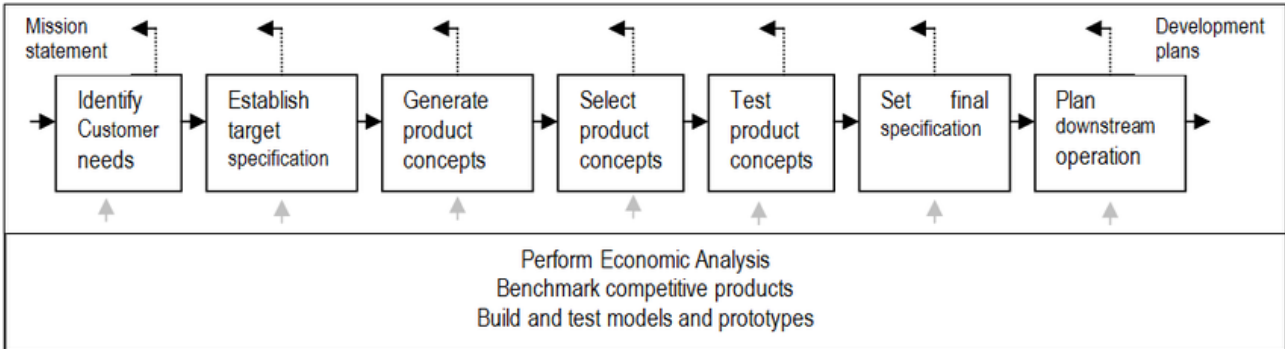 Mission
statement
Development
plans
Identify
Customer
needs
Establish
target
specification
Generate
product
concepts
Select
product
concepts
Test
product
concepts
Set final
specification
Plan
downstream
operation
Perform Economic Analysis
Benchmark competitive products
Build and test models and prototypes